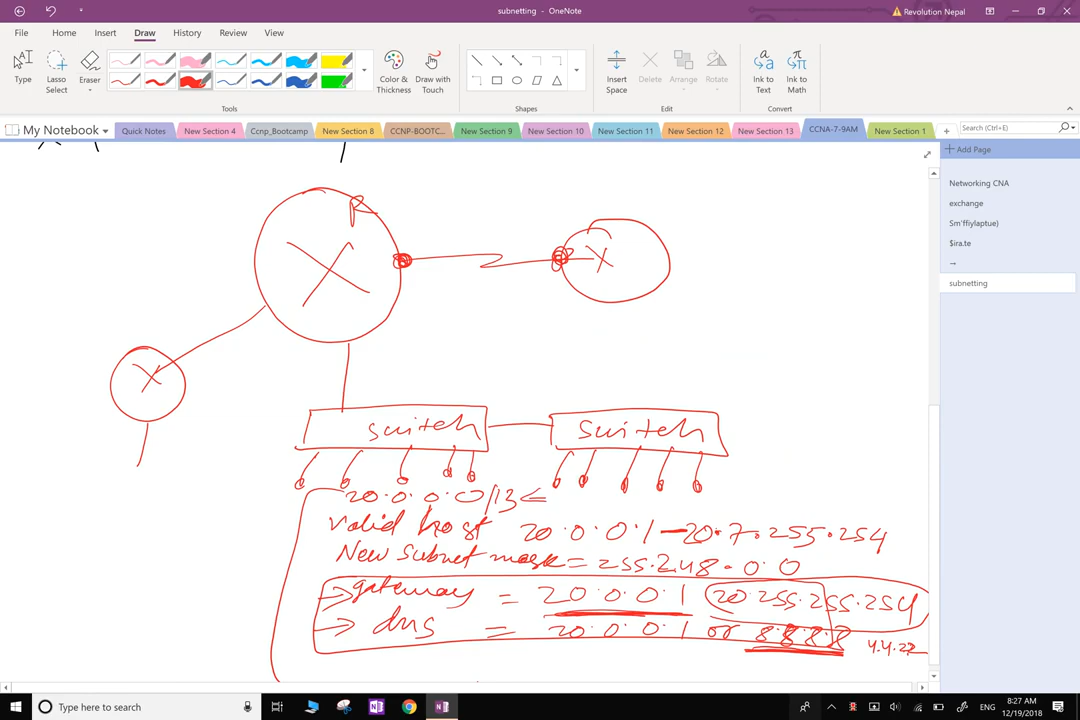 subnetting - OneNote
Revolution Nepal
File Home Insert Draw History Review View
Type
Lasso Select
Eraser
Color & Thickness
Draw with Touch
Insert Space
Delete
Arrange
Rotate
Ink to Text
Ink to Math
Tools
Shapes
Edit
Convert
My Notebook
Quick Notes
New Section 4
Ccnp_Bootcamp
New Section 8
CCNP-BOOTC...
New Section 9
New Section 10
New Section 11
New Section 12
New Section 13
CCNA-7-9AM
New Section 1
Search (Ctrl+E)
Add Page
Networking CNA
exchange
Sm'ffiylaptue)
$ira.te
subnetting
R
X
X
X
switch
switch
20.0.0.0/13
Valid host 20.0.0.1 - 20.7.255.254
New Subnet mask = 255.248.0.0
gateway = 20.0.0.1 20.255.255.254
dns = 20.0.0.1 or 8.8.8.8
Type here to search
ENG
8:27 AM
12/19/2018